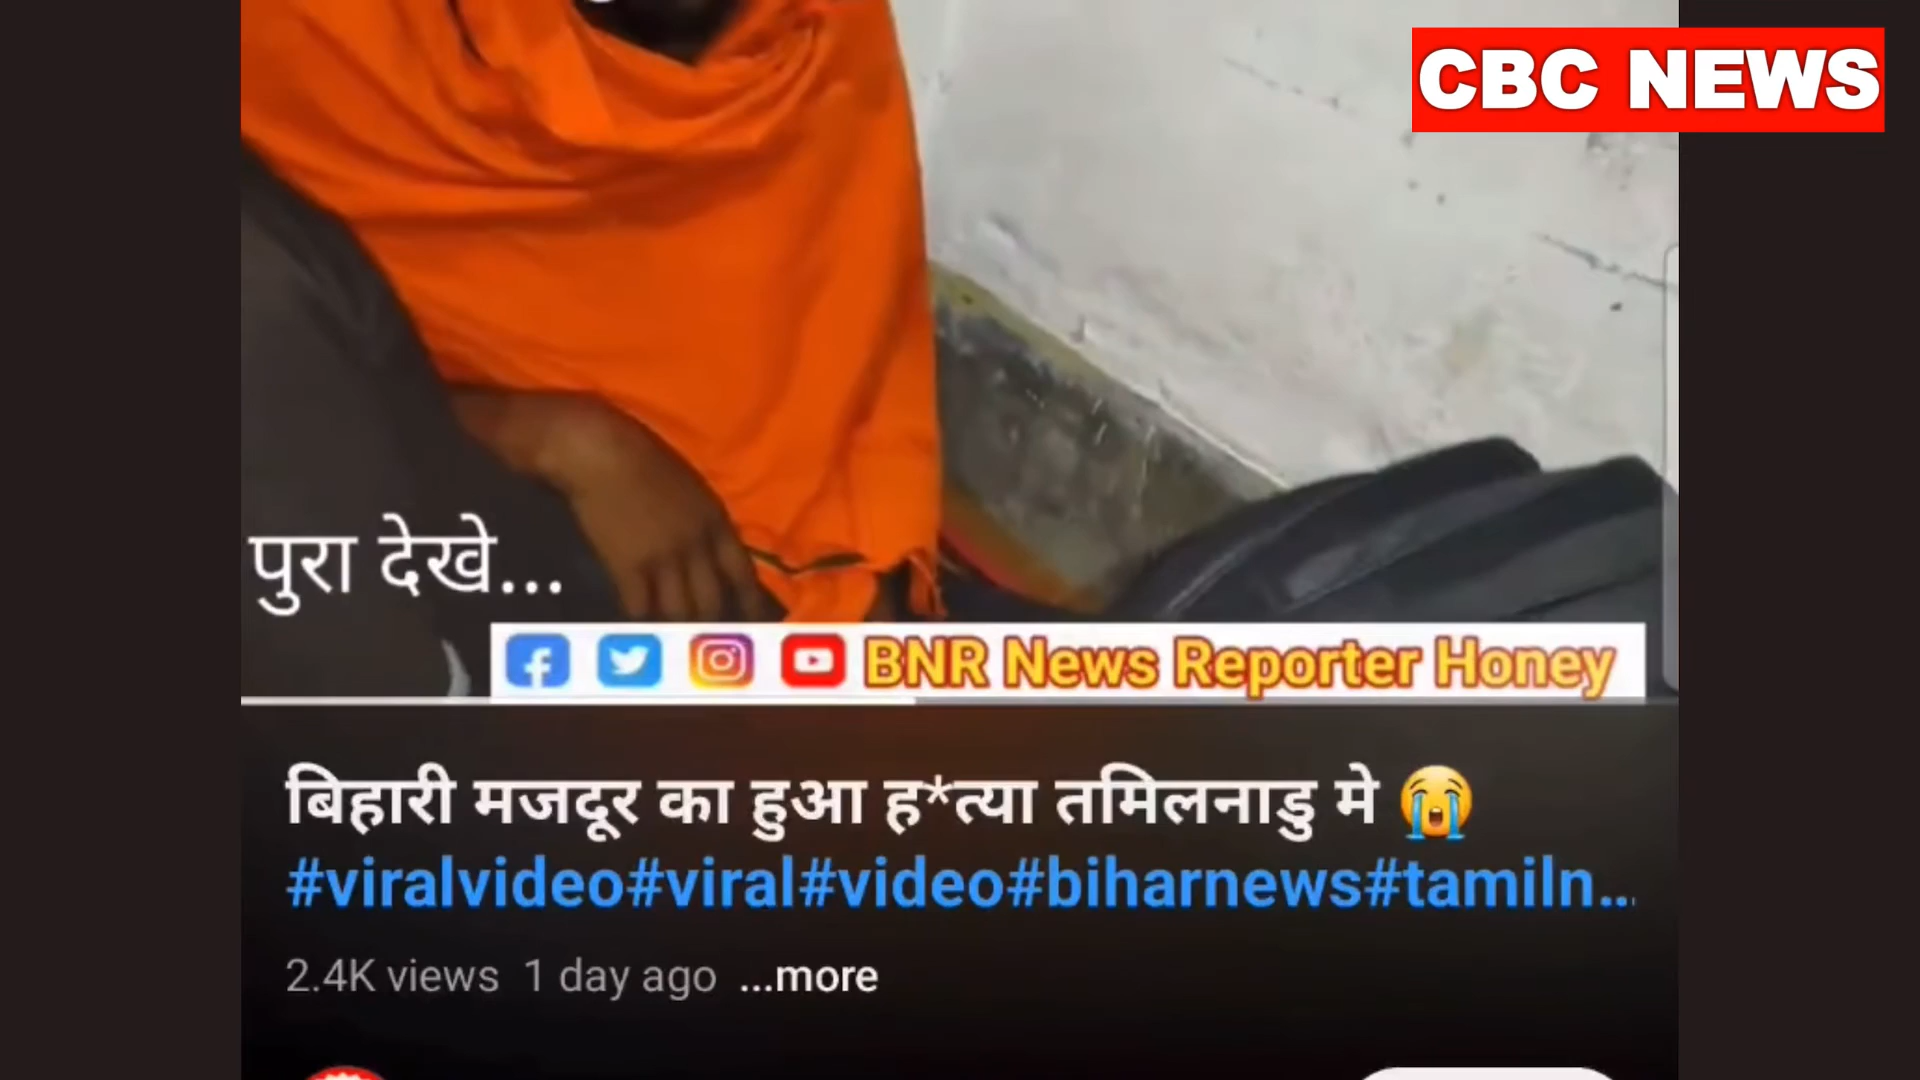 CBC NEWS
पुरा देखे...
BNR News Reporter Honey
बिहारी मजदूर का हुआ ह*त्या तमिलनाडु मे 😭
#viralvideo#viral#video#biharnews#tamiln...
2.4K views 1 day ago ...more